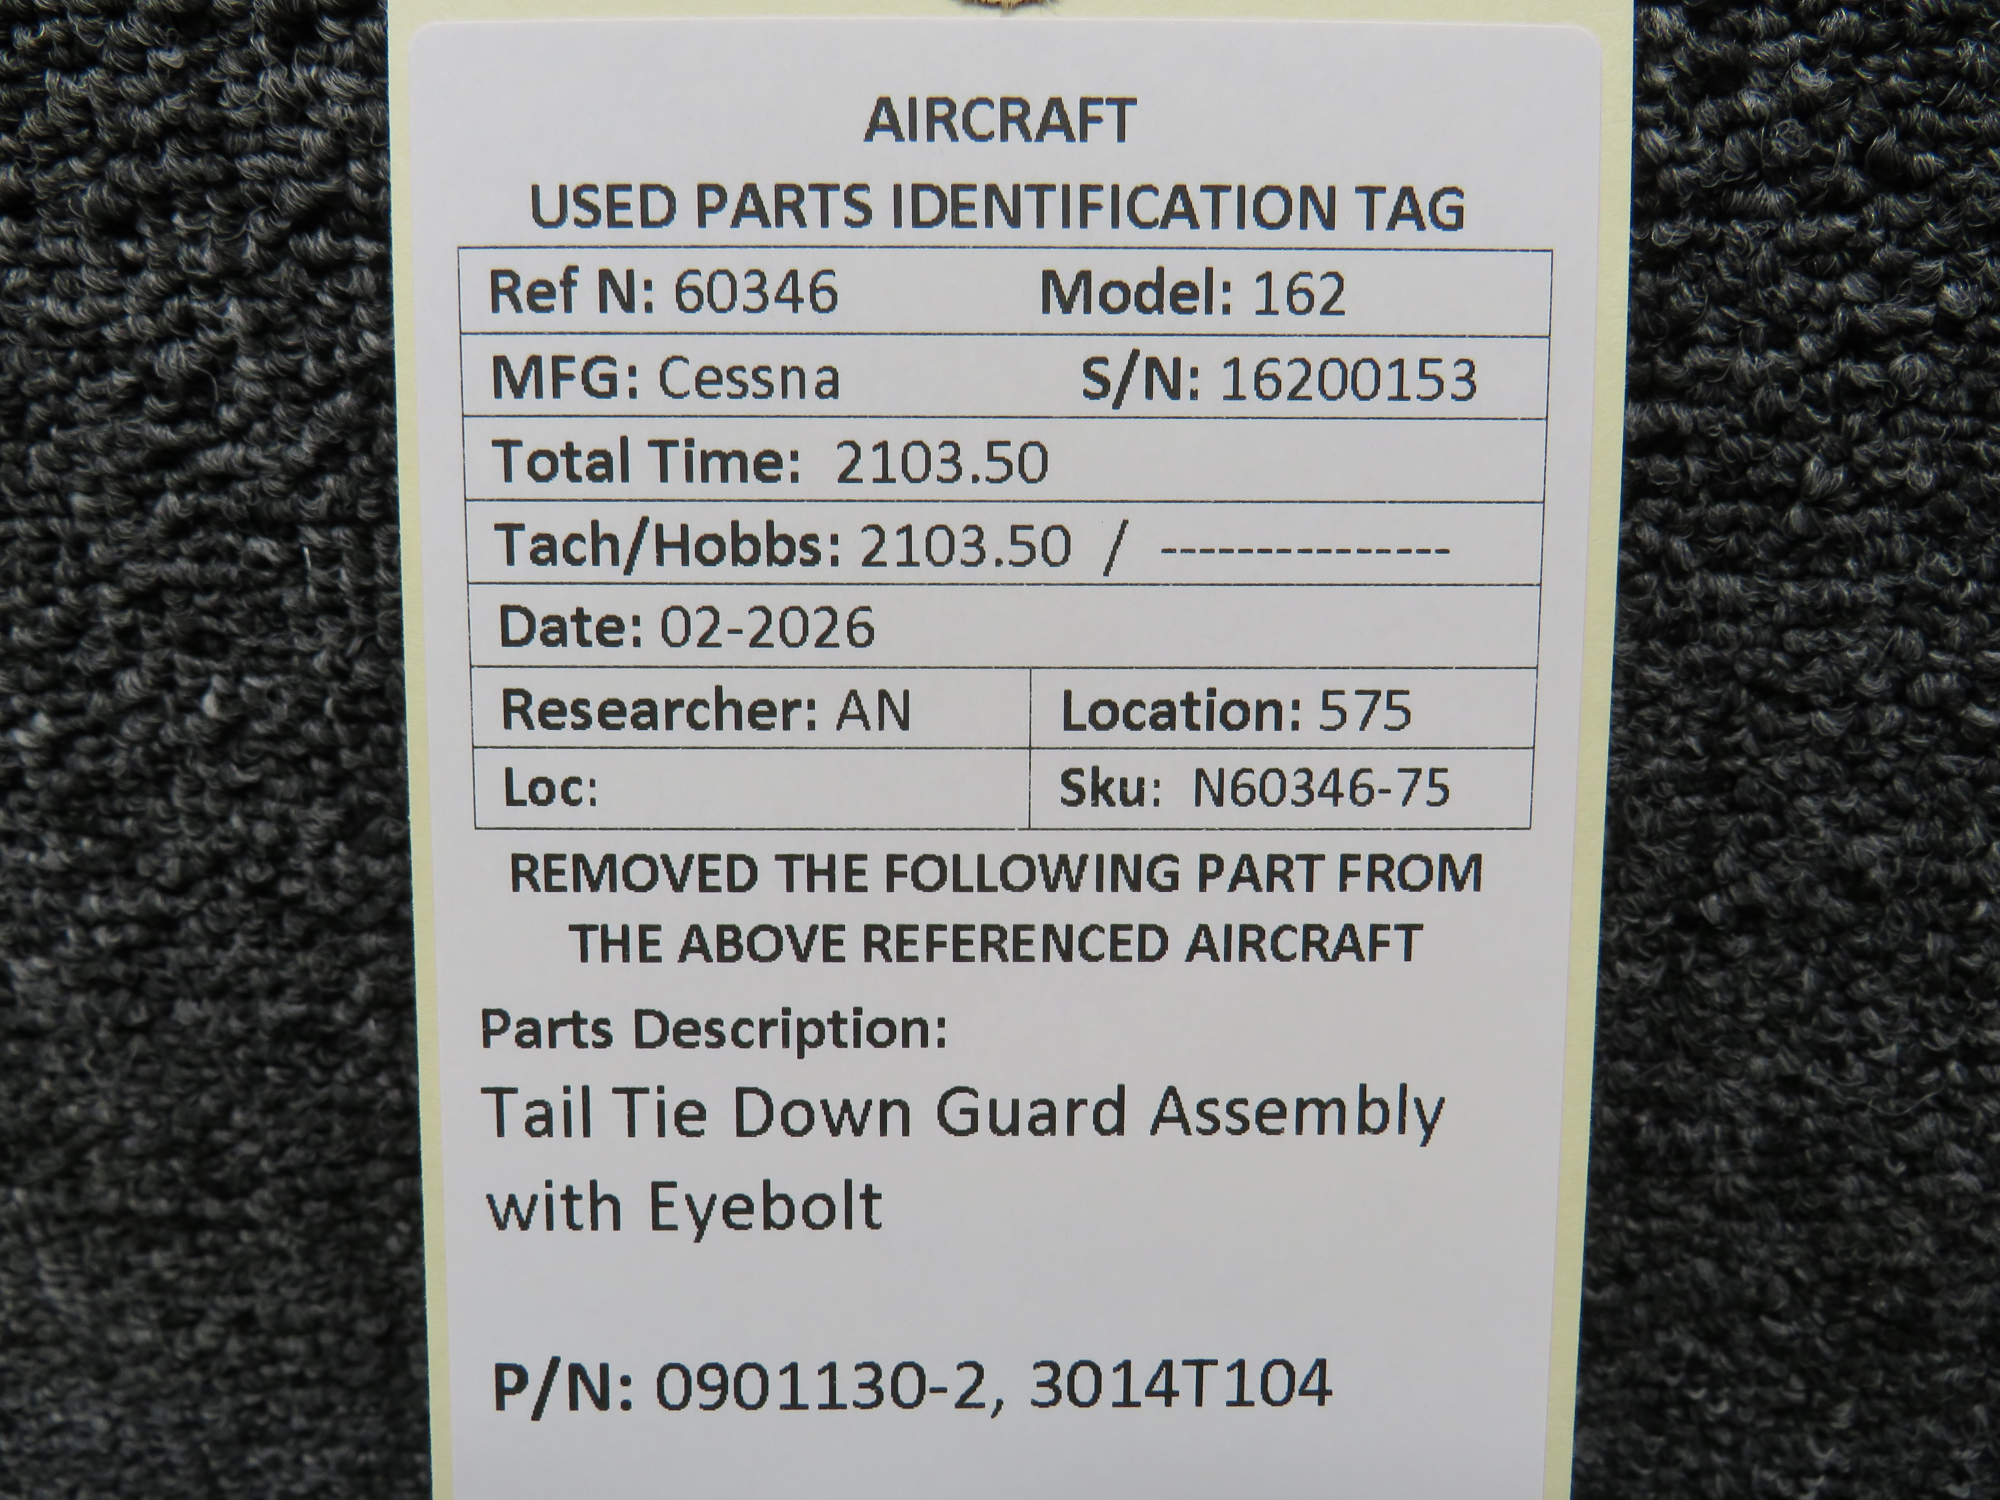 AIRCRAFT
USED PARTS IDENTIFICATION TAG
Ref N: 60346 Model: 162
MFG: Cessna S/N: 16200153
Total Time: 2103.50
Tach/Hobbs: 2103.50 / ---------------
Date: 02-2026
Researcher: AN Location: 575
Loc: Sku: N60346-75
REMOVED THE FOLLOWING PART FROM
THE ABOVE REFERENCED AIRCRAFT
Parts Description:
Tail Tie Down Guard Assembly
with Eyebolt
P/N: 0901130-2, 3014T104